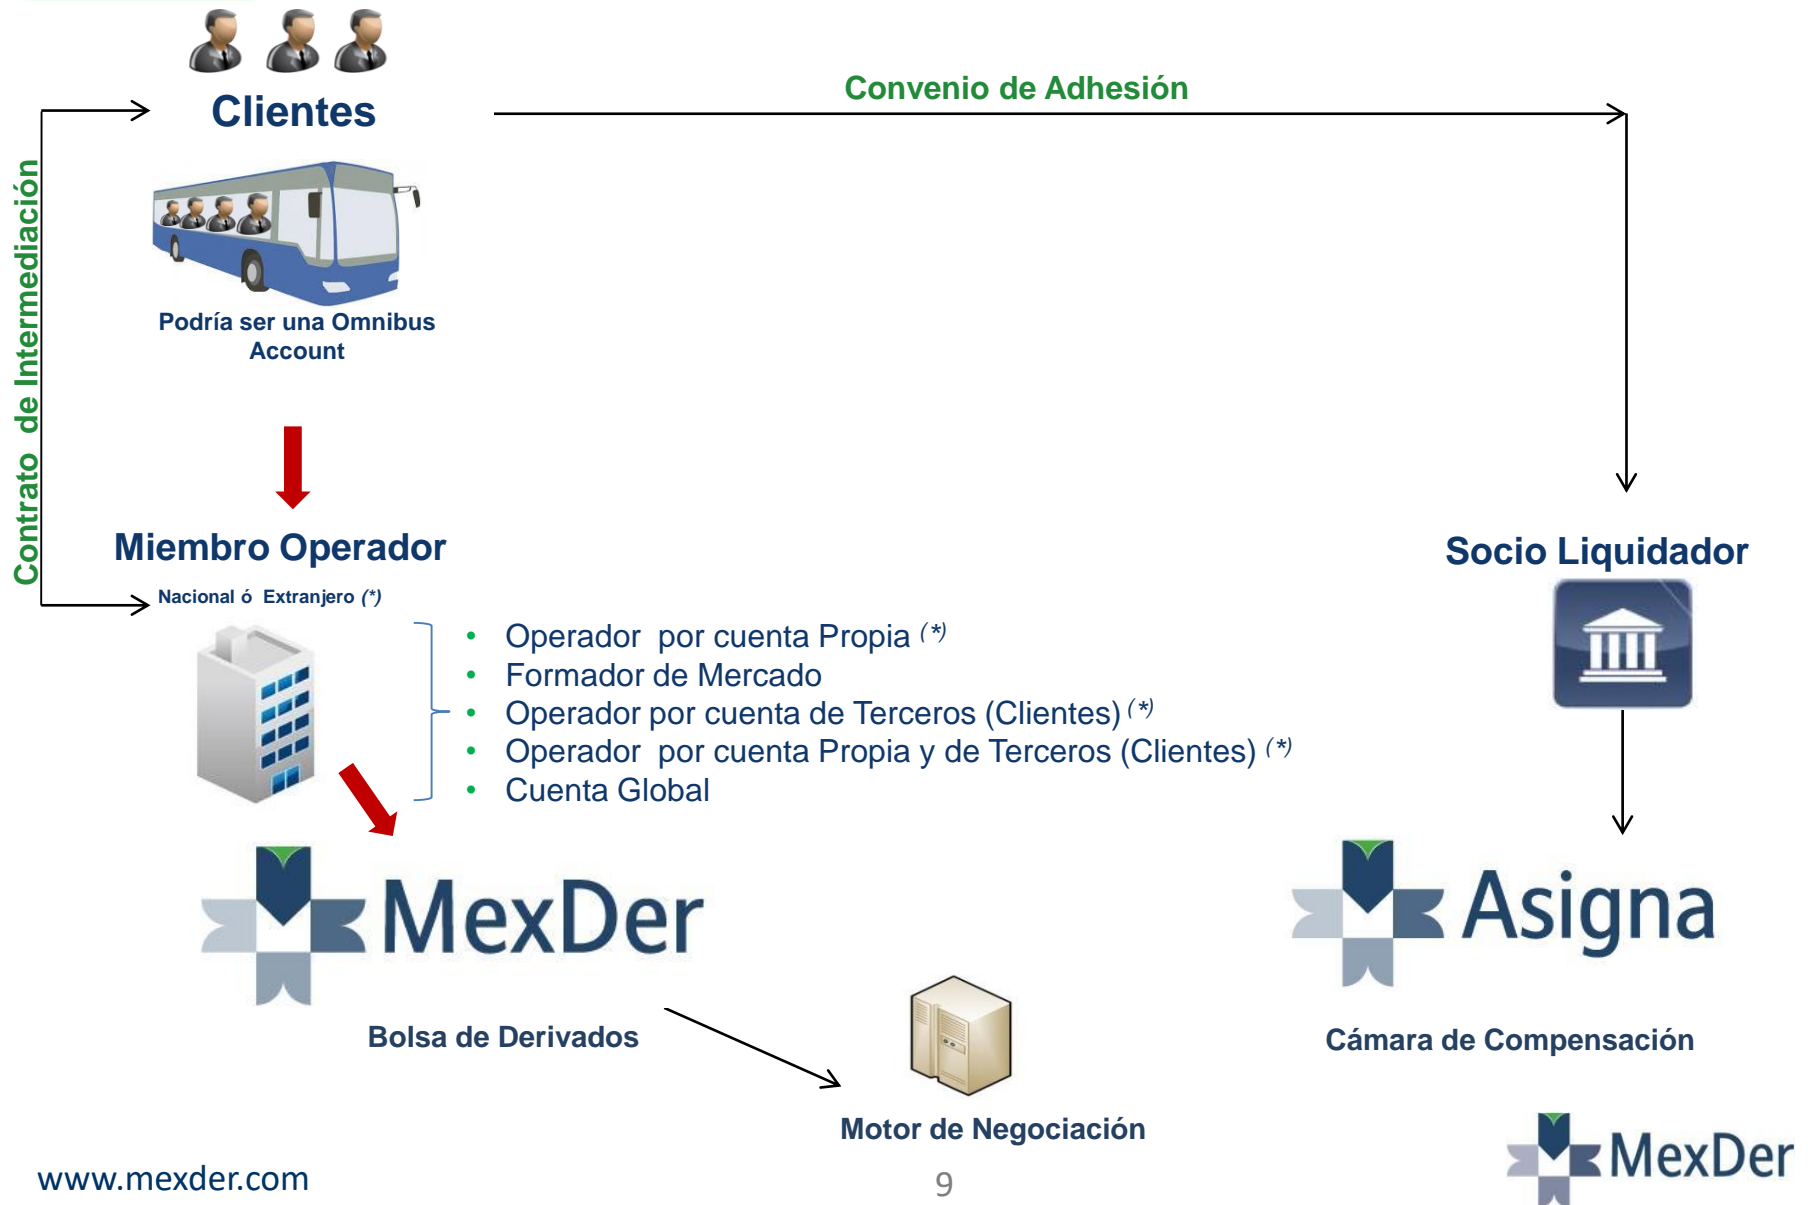 Clientes
Convenio de Adhesión
Contrato de Intermediación
Podría ser una Omnibus
Account
Miembro Operador
Nacional ó Extranjero (*)
• Operador por cuenta Propia (*)
• Formador de Mercado
• Operador por cuenta de Terceros (Clientes) (*)
• Operador por cuenta Propia y de Terceros (Clientes) (*)
• Cuenta Global
Socio Liquidador
MexDer
Bolsa de Derivados
Asigna
Cámara de Compensación
Motor de Negociación
www.mexder.com
9
MexDer